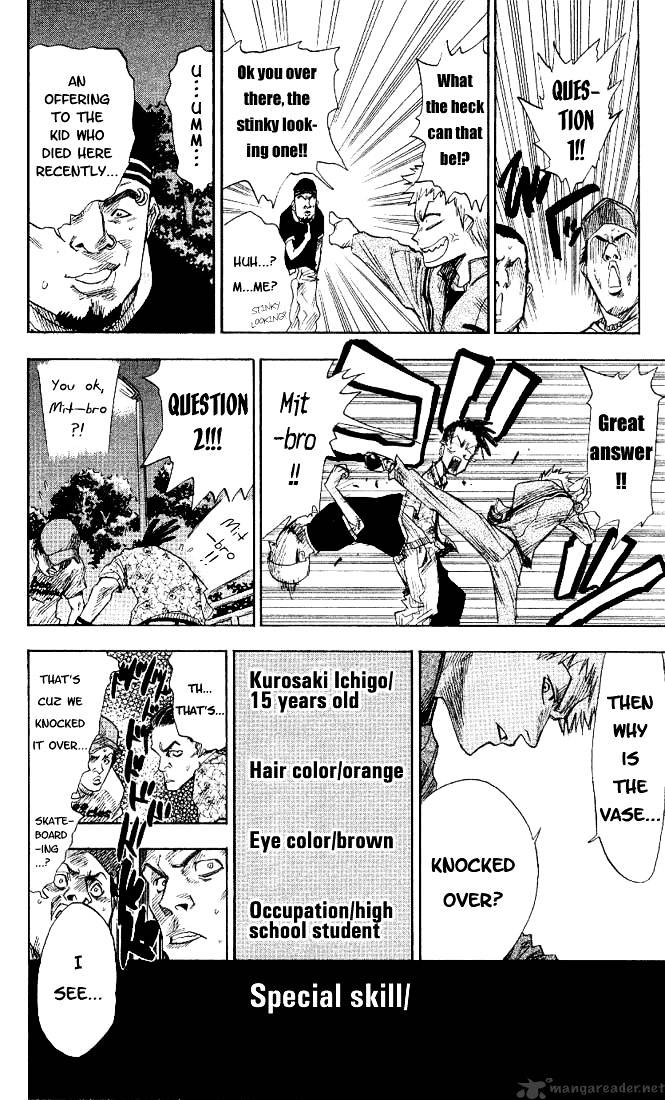 QUES-
TION
1!!
What
the heck
can that
be!?
Ok you over
there, the
stinky look-
ing one!!
HUH...?
M...ME?
STINKY
LOOKING?
U...
UMM...
AN
OFFERING
TO THE
KID WHO
DIED HERE
RECENTLY...
Great
answer
!!
Mit
-bro
!!
QUESTION
2!!!
You ok,
Mit-bro
?!
Mit
-bro
!!
THEN
WHY
IS
THE
VASE...
KNOCKED
OVER?
Kurosaki Ichigo/
15 years old
Hair color/orange
Eye color/brown
Occupation/high
school student
TH...
THAT'S...
THAT'S
CUZ WE
KNOCKED
IT OVER...
SKATE-
BOARD
-ING
...?
I
SEE...
Special skill/
mangareader.net